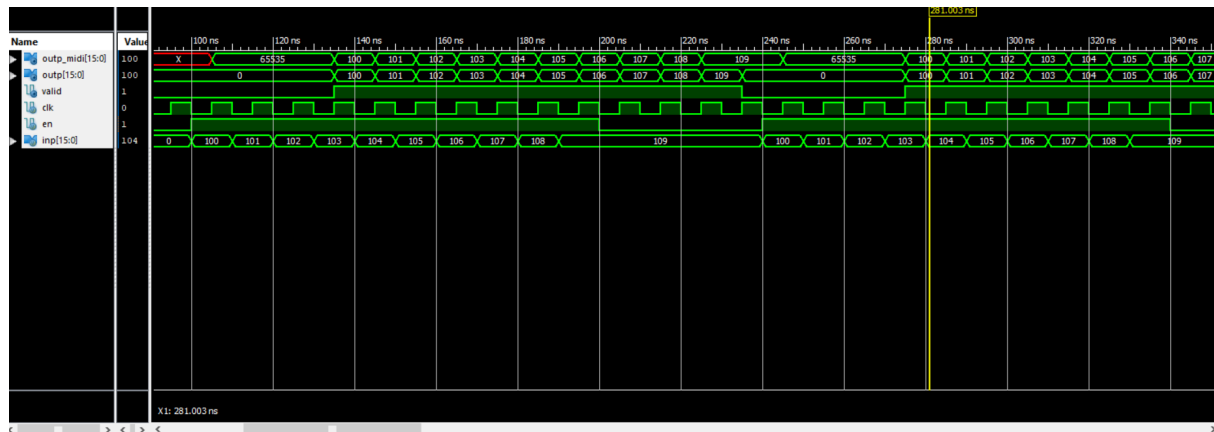 281.003 ns
Name Value
100 ns 120 ns 140 ns 160 ns 180 ns 200 ns 220 ns 240 ns 260 ns 280 ns 300 ns 320 ns 340 ns
outp_midi[15:0] 100 X 65535 100 101 102 103 104 105 106 107 108 109 65535 100 101 102 103 104 105 106 107
outp[15:0] 100 0 100 101 102 103 104 105 106 107 108 109 0 100 101 102 103 104 105 106 107
valid 1
clk 0
en 1
inp[15:0] 104 0 100 101 102 103 104 105 106 107 108 109 100 101 102 103 104 105 106 107 108 109
X1: 281.003 ns